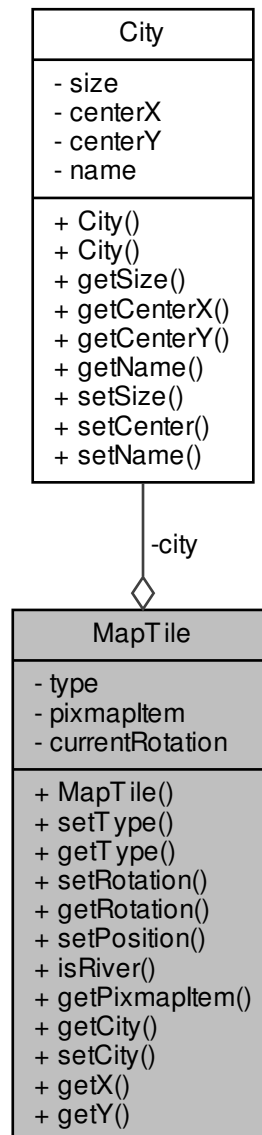 City
- size
- centerX
- centerY
- name
+ City()
+ City()
+ getSize()
+ getCenterX()
+ getCenterY()
+ getName()
+ setSize()
+ setCenter()
+ setName()
-city
MapTile
- type
- pixmapItem
- currentRotation
+ MapTile()
+ setType()
+ getType()
+ setRotation()
+ getRotation()
+ setPosition()
+ isRiver()
+ getPixmapItem()
+ getCity()
+ setCity()
+ getX()
+ getY()